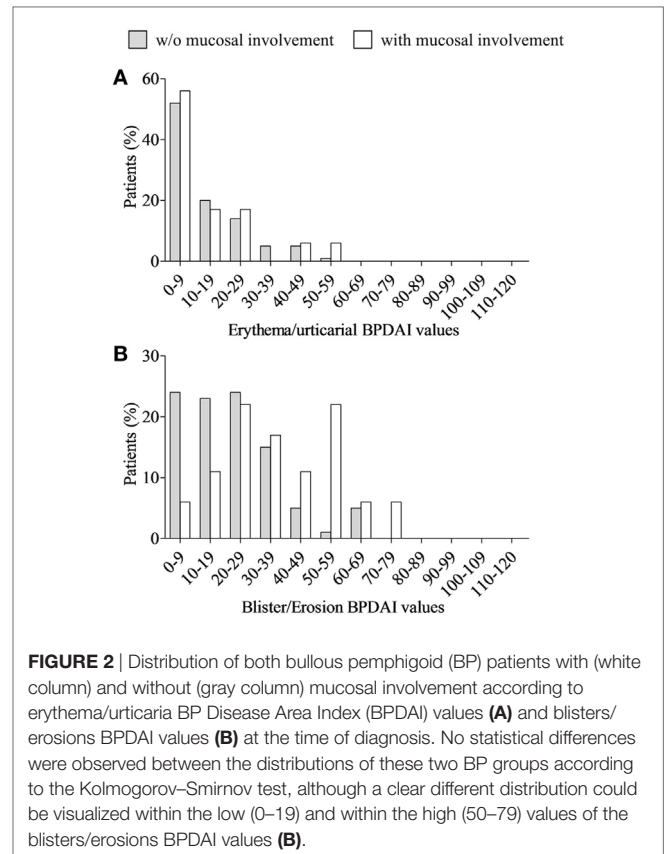 w/o mucosal involvement with mucosal involvement
A
60
40
20
0
Patients (%)
0-9 10-19 20-29 30-39 40-49 50-59 60-69 70-79 80-89 90-99 100-109 110-120
Erythema/urticarial BPDAI values
B
30
20
10
0
Patients (%)
0-9 10-19 20-29 30-39 40-49 50-59 60-69 70-79 80-89 90-99 100-109 110-120
Blister/Erosion BPDAI values
FIGURE 2 | Distribution of both bullous pemphigoid (BP) patients with (white
column) and without (gray column) mucosal involvement according to
erythema/urticaria BP Disease Area Index (BPDAI) values (A) and blisters/
erosions BPDAI values (B) at the time of diagnosis. No statistical differences
were observed between the distributions of these two BP groups according
to the Kolmogorov–Smirnov test, although a clear different distribution could
be visualized within the low (0–19) and within the high (50–79) values of the
blisters/erosions BPDAI values (B).